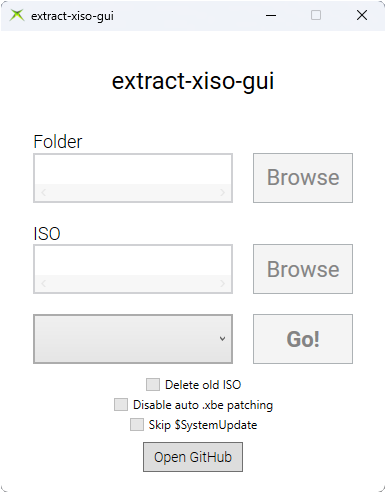 extract-xiso-gui
extract-xiso-gui
Folder
Browse
ISO
Browse
Go!
Delete old ISO
Disable auto .xbe patching
Skip $SystemUpdate
Open GitHub